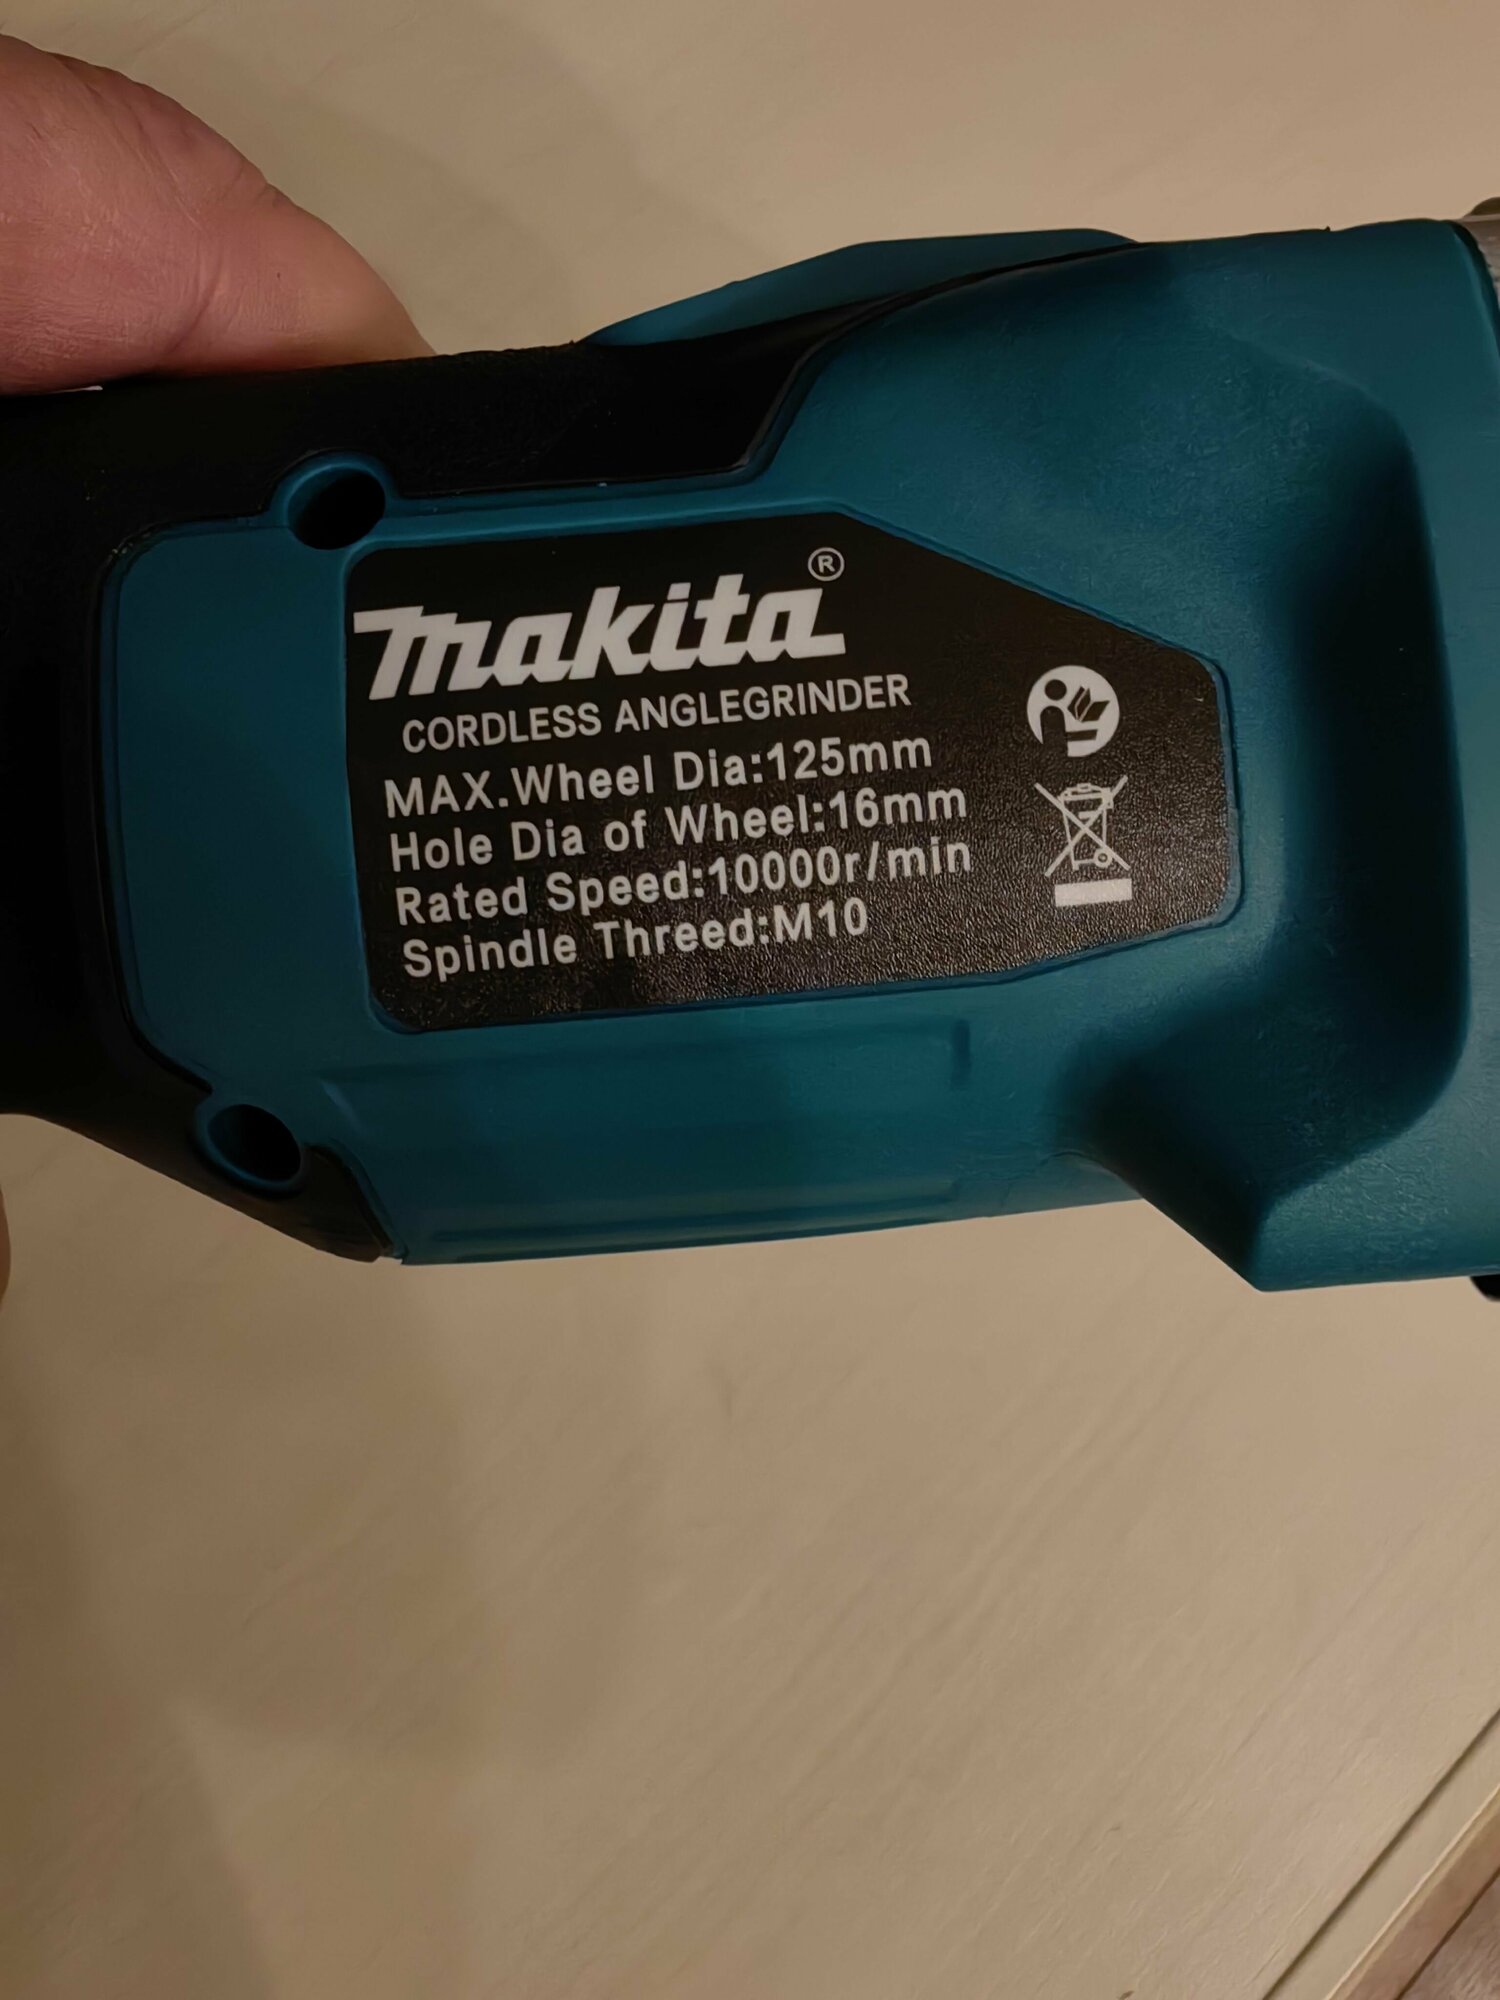 makita®
CORDLESS ANGLEGRINDER
MAX.Wheel Dia:125mm
Hole Dia of Wheel:16mm
Rated Speed:10000r/min
Spindle Threed:M10